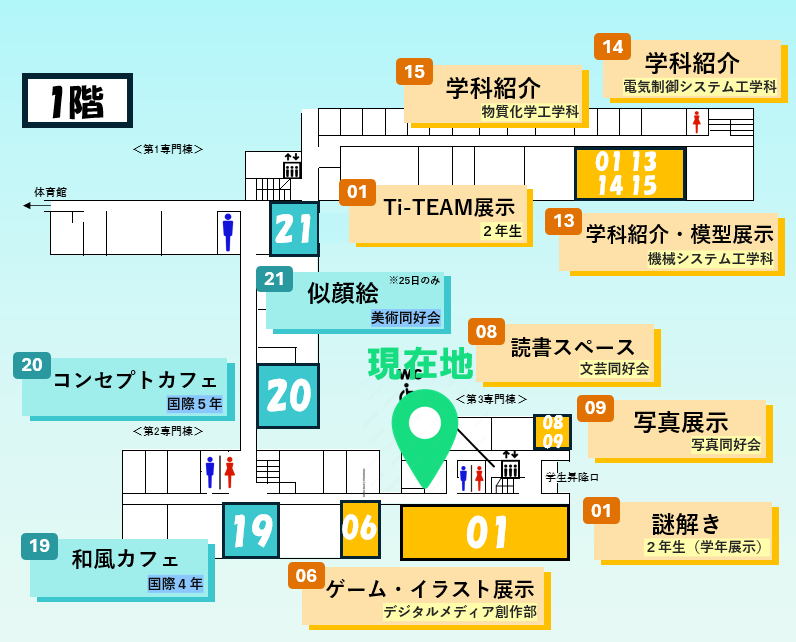 1階
15
学科紹介
物質化学工学科
14
学科紹介
電気制御システム工学科
＜第1専門棟＞
体育館
01 13
14 15
01
Ti-TEAM展示
２年生
13
学科紹介・模型展示
機械システム工学科
21
21
似顔絵
※25日のみ
美術同好会
現在地
WC
08
読書スペース
文芸同好会
20
コンセプトカフェ
国際５年
20
＜第3専門棟＞
08
09
09
写真展示
写真同好会
＜第2専門棟＞
学生昇降口
19
06
01
01
謎解き
２年生（学年展示）
19
和風カフェ
国際４年
06
ゲーム・イラスト展示
デジタルメディア創作部